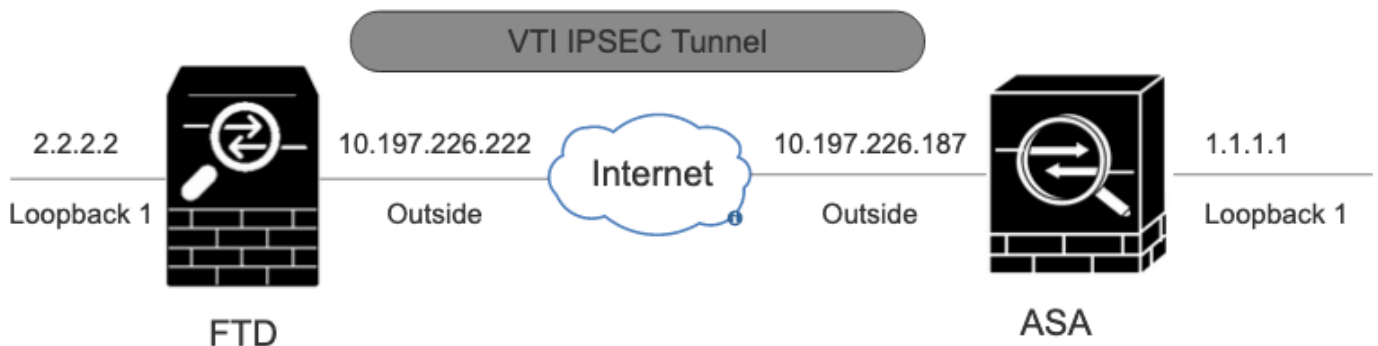 VTI IPSEC Tunnel
2.2.2.2
10.197.226.222
Internet
10.197.226.187
1.1.1.1
Loopback 1
Outside
Outside
Loopback 1
FTD
ASA